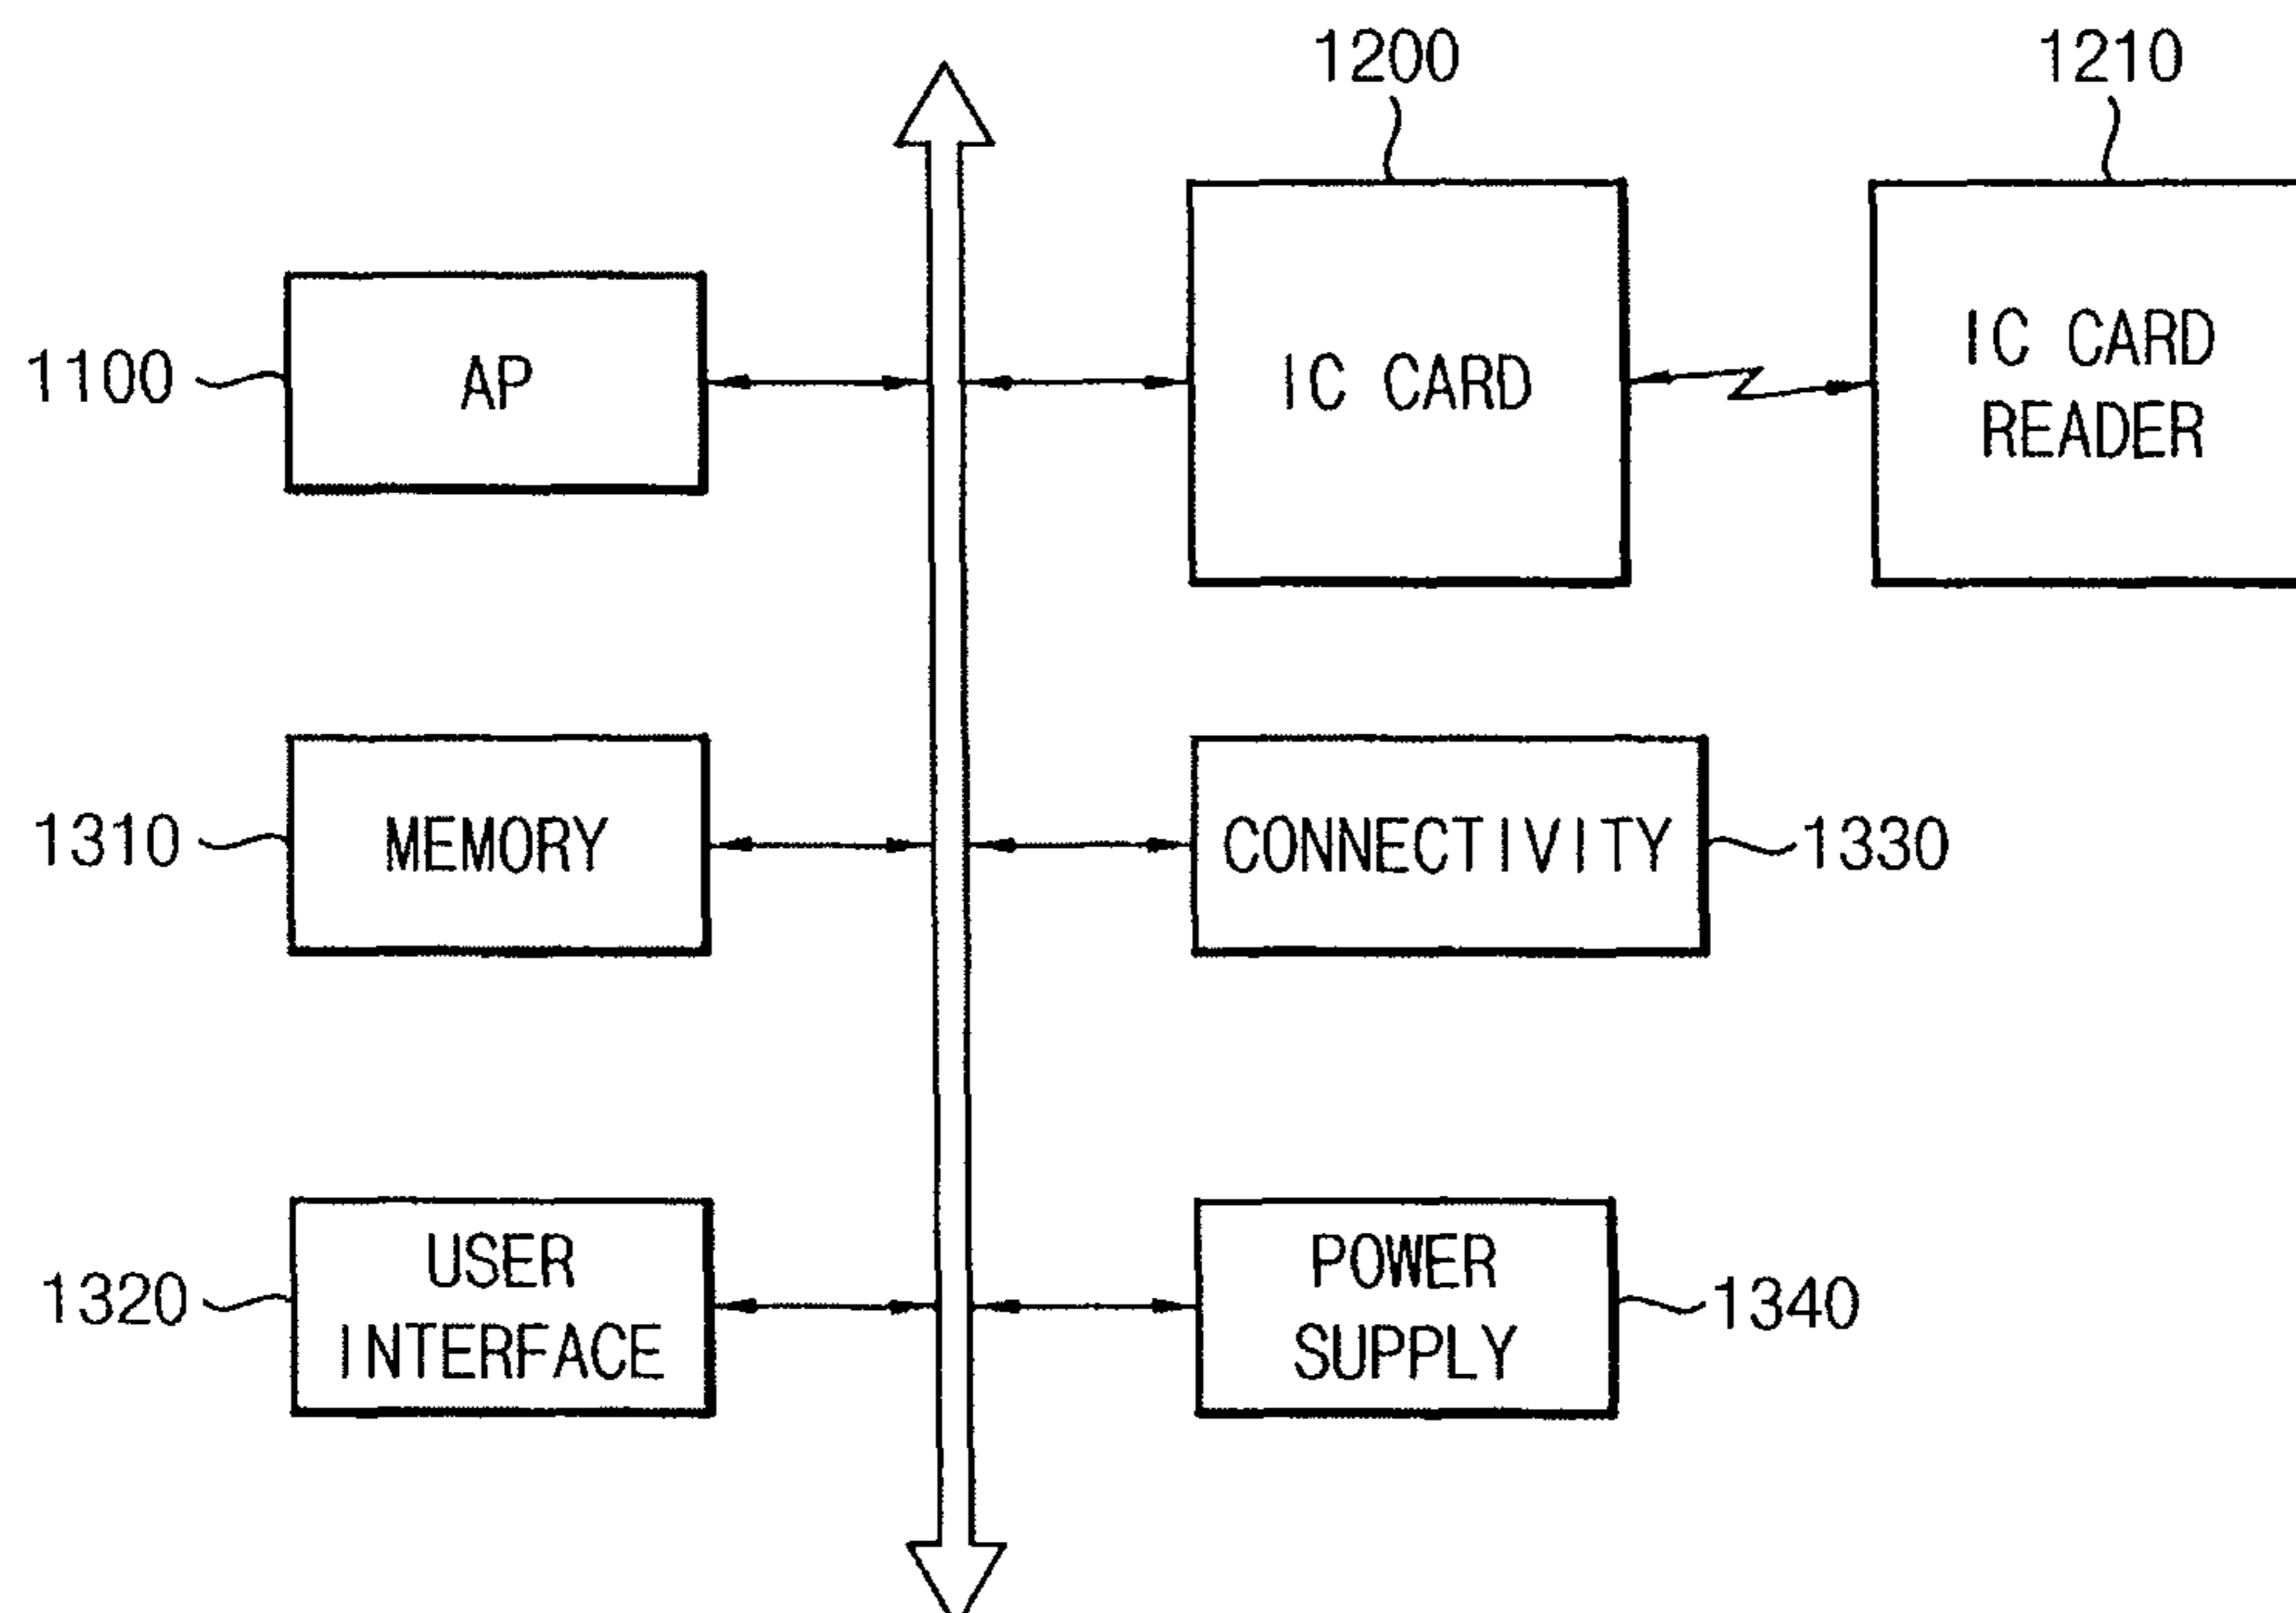 1200
1210
1100
AP
IC CARD
IC CARD
READER
1310
MEMORY
CONNECTIVITY
1330
1320
USER
INTERFACE
POWER
SUPPLY
1340